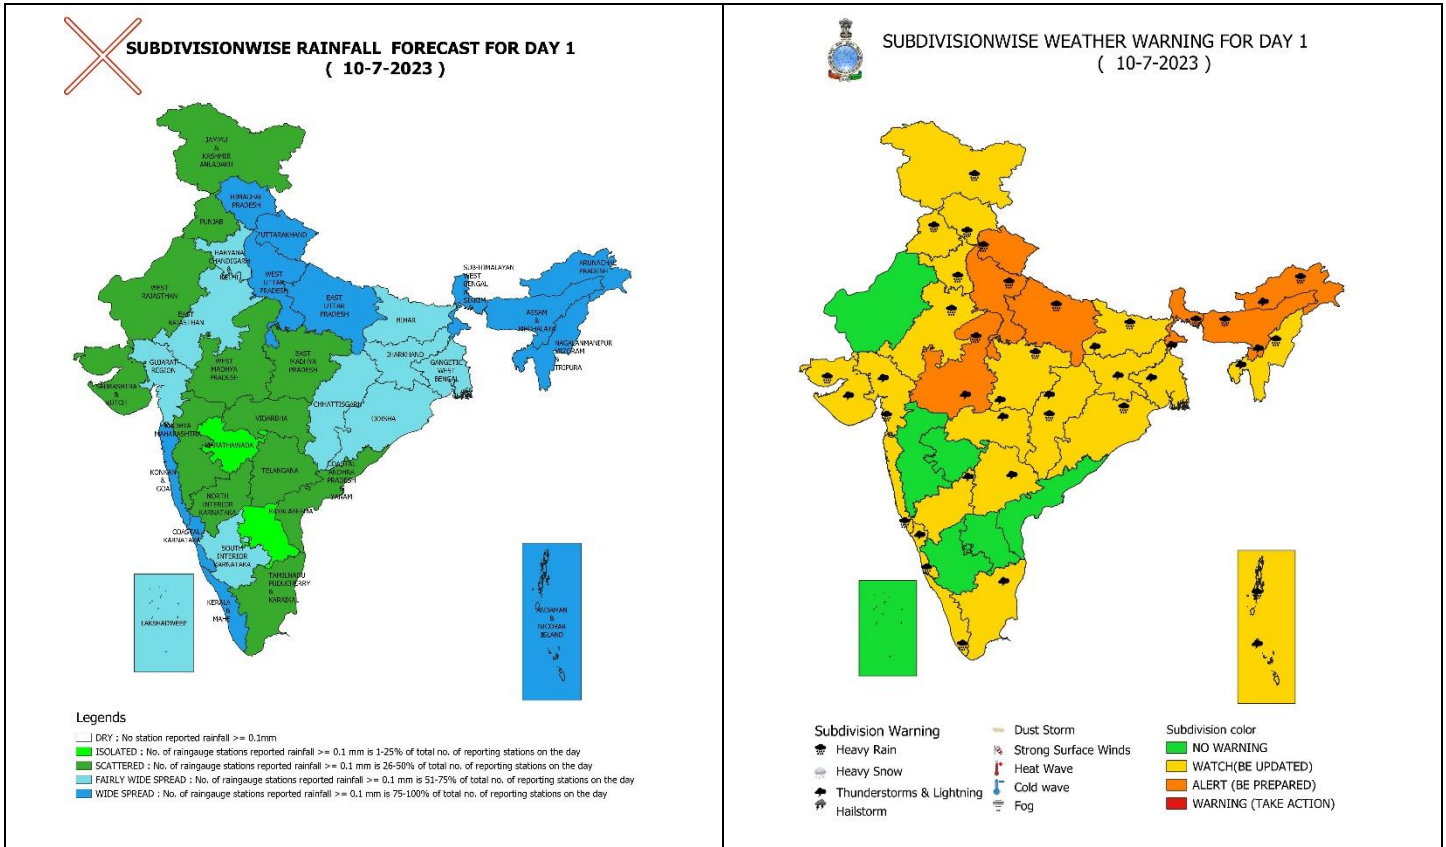 SUBDIVISIONWISE RAINFALL FORECAST FOR DAY 1
( 10-7-2023 )
JAMMU
&
KASHMIR
ANLADAKH
HIMACHAL
PRADESH
PUNJAB
UTTARAKHAND
HARYANA
CHANDIGARH
&
DELHI
WEST
UTTAR
PRADESH
EAST
UTTAR
PRADESH
WEST
RAJASTHAN
EAST
RAJASTHAN
SUB-HIMALAYAN
WEST
BENGAL
&
SIKKIM
ARUNACHAL
PRADESH
ASSAM
&
MEGHALAYA
NAGALANMANIPUR
MIZORAM
&
TRIPURA
BIHAR
JHARKHAND
GANGETIC
WEST
BENGAL
GUJARAT
REGION
WEST
MADHYA
PRADESH
EAST
MADHYA
PRADESH
SAURASHTRA
&
KUTCH
CHHATTISGARH
ODISHA
VIDARBHA
MADHYA
MAHARASHTRA
MARATHAWADA
KONKAN
&
GOA
TELANGANA
COASTAL
ANDHRA
PRADESH
&
YANAM
NORTH
INTERIOR
KARNATAKA
RAYALASEEMA
COASTAL
KARNATAKA
SOUTH
INTERIOR
KARNATAKA
TAMILNADU
PUDUCHERRY
&
KARAIKAL
KERALA
&
MAHE
LAKSHADWEEP
ANDAMAN
&
NICOBAR
ISLAND
Legends
DRY : No station reported rainfall >= 0.1mm
ISOLATED : No. of raingauge stations reported rainfall >= 0.1 mm is 1-25% of total no. of reporting stations on the day
SCATTERED : No. of raingauge stations reported rainfall >= 0.1 mm is 26-50% of total no. of reporting stations on the day
FAIRLY WIDE SPREAD : No. of raingauge stations reported rainfall >= 0.1 mm is 51-75% of total no. of reporting stations on the day
WIDE SPREAD : No. of raingauge stations reported rainfall >= 0.1 mm is 75-100% of total no. of reporting stations on the day
SUBDIVISIONWISE WEATHER WARNING FOR DAY 1
( 10-7-2023 )
Subdivision Warning
Heavy Rain
Heavy Snow
Thunderstorms & Lightning
Hailstorm
Dust Storm
Strong Surface Winds
Heat Wave
Cold wave
Fog
Subdivision color
NO WARNING
WATCH(BE UPDATED)
ALERT (BE PREPARED)
WARNING (TAKE ACTION)